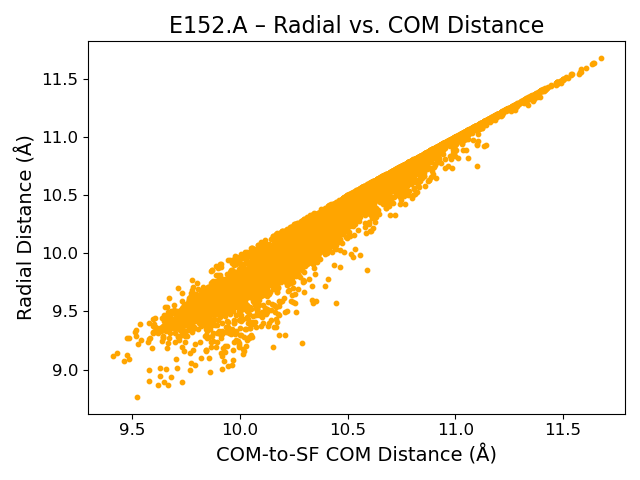 E152.A – Radial vs. COM Distance
11.5
11.0
10.5
10.0
9.5
9.0
Radial Distance (Å)
9.5 10.0 10.5 11.0 11.5
COM-to-SF COM Distance (Å)